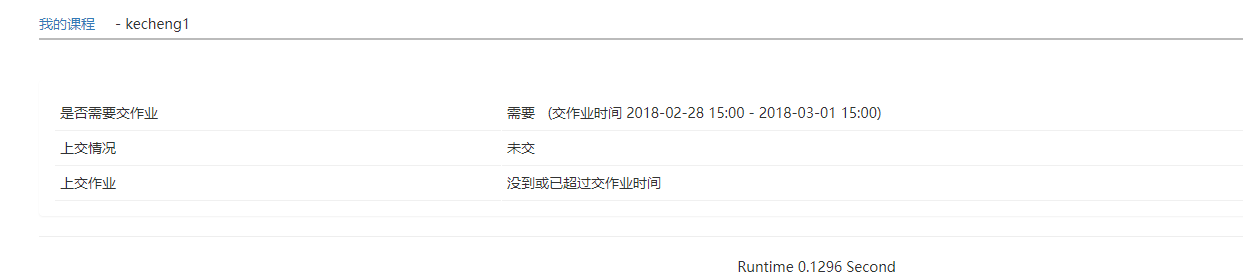 我的课程 - kecheng1
是否需要交作业 需要 (交作业时间 2018-02-28 15:00 - 2018-03-01 15:00)
上交情况 未交
上交作业 没到或已超过交作业时间
Runtime 0.1296 Second